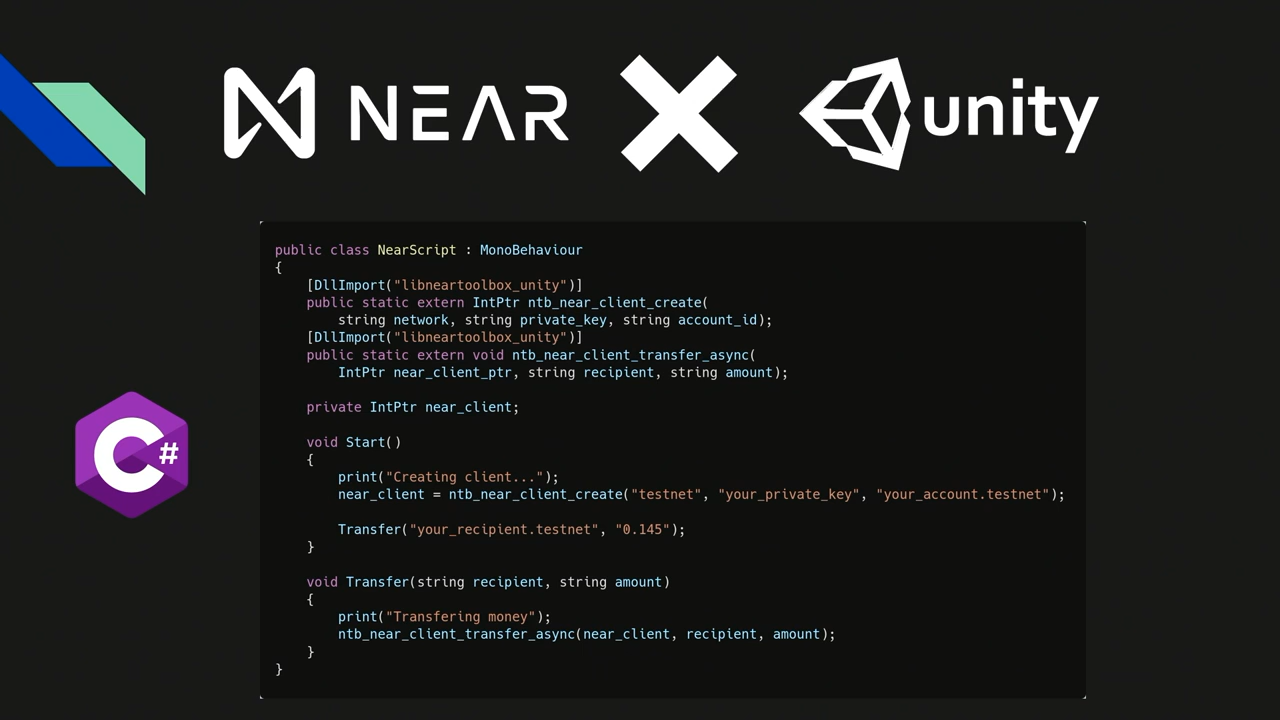 NEAR
unity
public class NearScript : MonoBehaviour
{
    [DllImport("libneartoolbox_unity")]
    public static extern IntPtr ntb_near_client_create(
        string network, string private_key, string account_id);
    [DllImport("libneartoolbox_unity")]
    public static extern void ntb_near_client_transfer_async(
        IntPtr near_client_ptr, string recipient, string amount);

    private IntPtr near_client;

    void Start()
    {
        print("Creating client...");
        near_client = ntb_near_client_create("testnet", "your_private_key", "your_account.testnet");

        Transfer("your_recipient.testnet", "0.145");
    }

    void Transfer(string recipient, string amount)
    {
        print("Transfering money");
        ntb_near_client_transfer_async(near_client, recipient, amount);
    }
}
C#